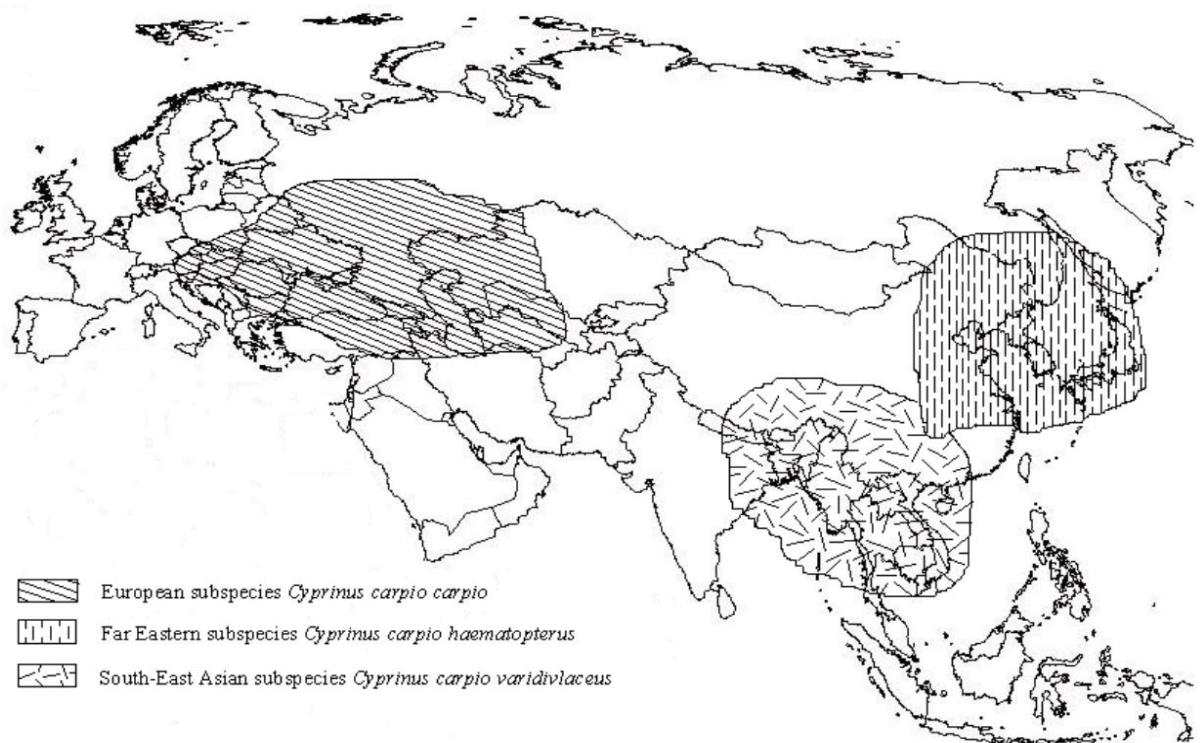 European subspecies Cyprinus carpio carpio
Far Eastern subspecies Cyprinus carpio haematopterus
South-East Asian subspecies Cyprinus carpio varidivlaceus